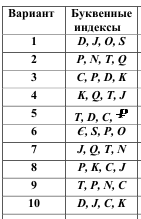 Вариант Буквенные индексы
1 D, J, O, S
2 P, N, T, Q
3 C, P, D, K
4 K, Q, T, J
5 T, D, C, P
6 Є, S, P, O
7 J, Q, T, N
8 P, K, C, J
9 T, P, N, C
10 D, J, C, K